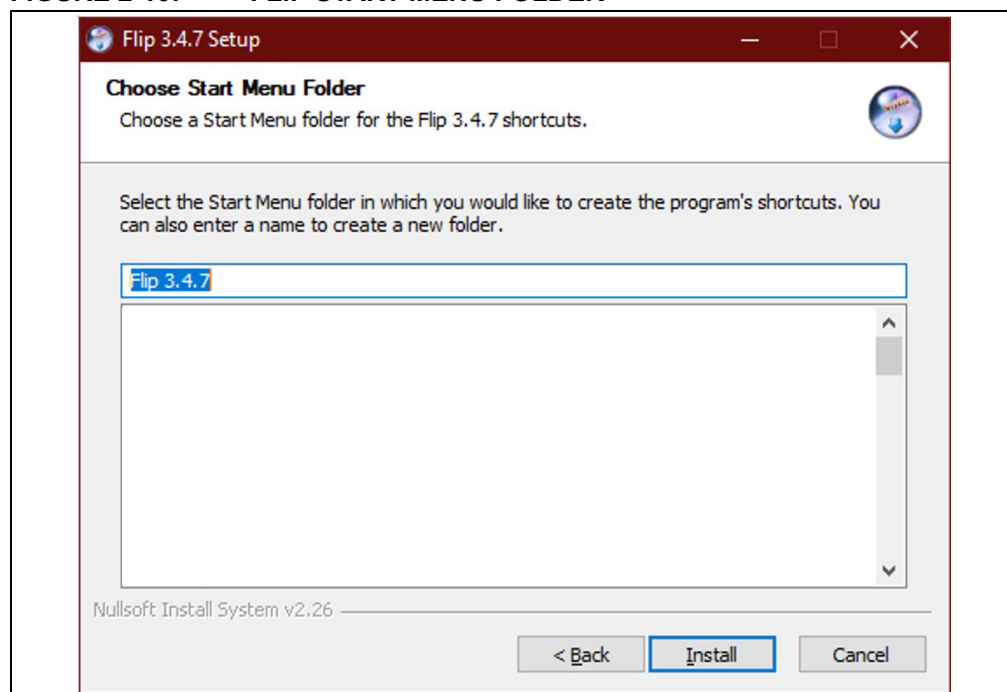 Flip 3.4.7 Setup
Choose Start Menu Folder
Choose a Start Menu folder for the Flip 3.4.7 shortcuts.
Select the Start Menu folder in which you would like to create the program's shortcuts. You
can also enter a name to create a new folder.
Flip 3.4.7
Nullsoft Install System v2.26
< Back Install Cancel